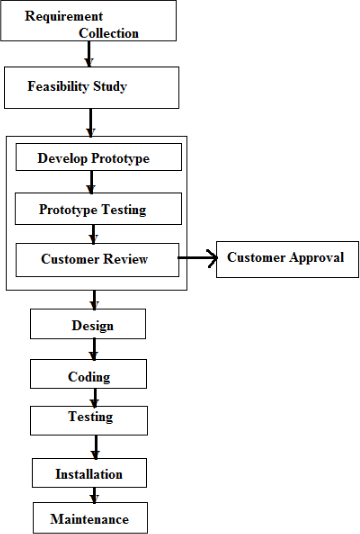 Requirement
Collection
Feasibility Study
Develop Prototype
Prototype Testing
Customer Review
Customer Approval
Design
Coding
Testing
Installation
Maintenance